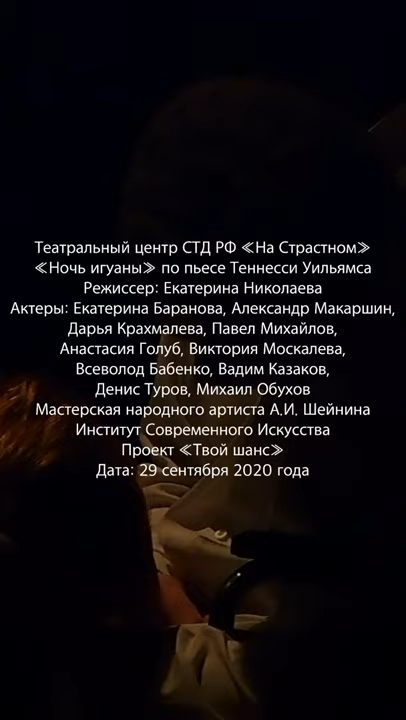 Театральный центр СТД РФ ≪На Страстном≫
≪Ночь игуаны≫ по пьесе Теннесси Уильямса
Режиссер: Екатерина Николаева
Актеры: Екатерина Баранова, Александр Макаршин,
Дарья Крахмалева, Павел Михайлов,
Анастасия Голуб, Виктория Москалева,
Всеволод Бабенко, Вадим Казаков,
Денис Туров, Михаил Обухов
Мастерская народного артиста А.И. Шейнина
Институт Современного Искусства
Проект ≪Твой шанс≫
Дата: 29 сентября 2020 года